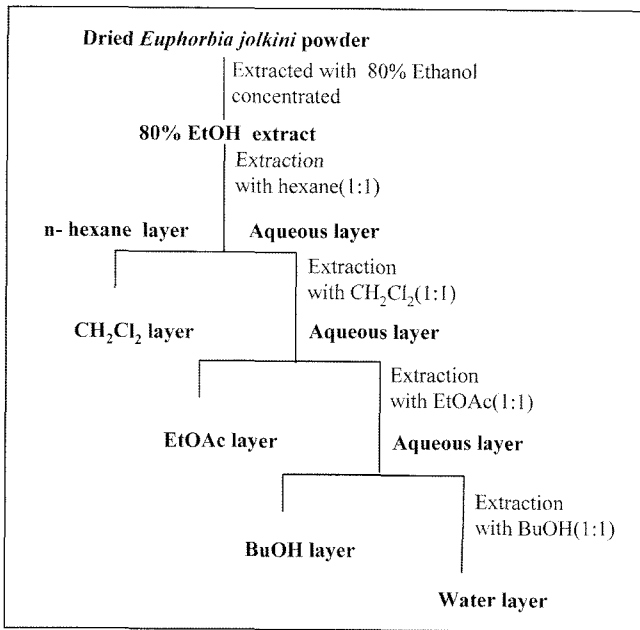 Dried Euphorbia jolkini powder
Extracted with 80% Ethanol
concentrated
80% EtOH extract
Extraction
with hexane(1:1)
n- hexane layer
Aqueous layer
Extraction
with CH₂Cl₂(1:1)
CH₂Cl₂ layer
Aqueous layer
Extraction
with EtOAc(1:1)
EtOAc layer
Aqueous layer
Extraction
with BuOH(1:1)
BuOH layer
Water layer